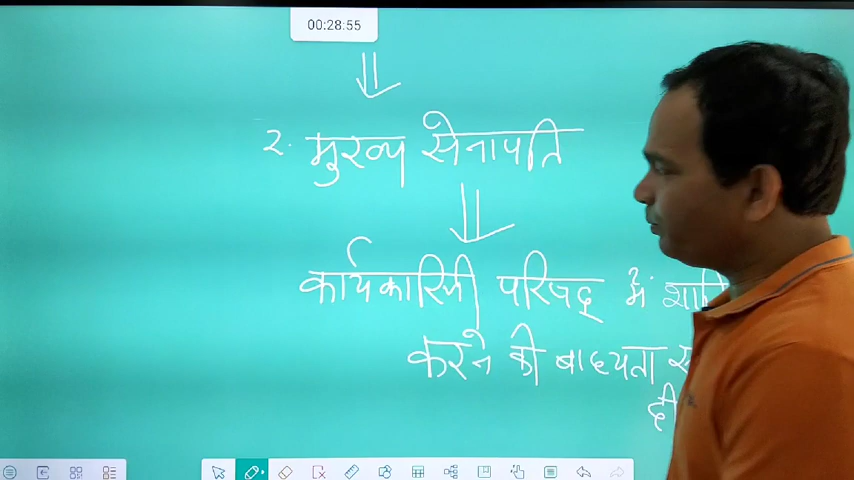 00:28:55
२. मुख्य सेनापति
कार्यकारिणी परिषद् में
करने की बाध्यता